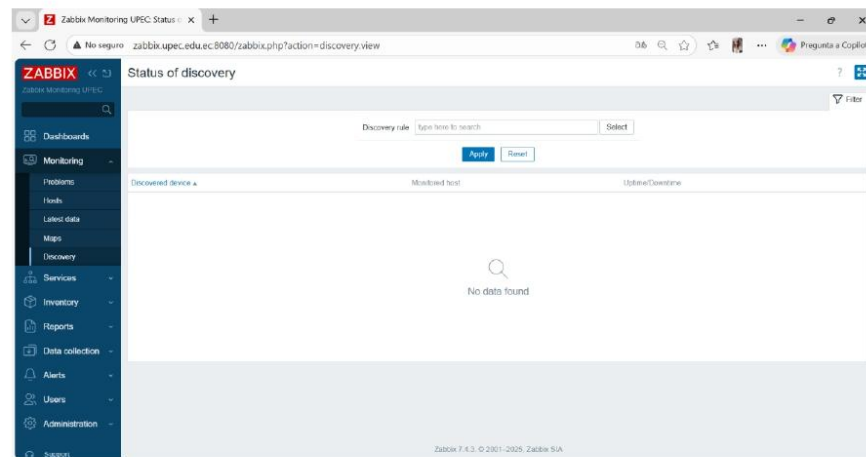 Zabbix Monitoring UPEC: Status
No seguro zabbix.upec.edu.ec:8080/zabbix.php?action=discovery.view
Pregunta a Copilot
ZABBIX
Zabbix Monitoring UPEC
Status of discovery
?
Filter
Discovery rule type here to search Select
Apply Reset
Dashboards
Monitoring
Problems
Hosts
Latest data
Maps
Discovery
Services
Inventory
Reports
Data collection
Alerts
Users
Administration
Support
Discovered device Monitored host Uptime/Downtime
No data found
Zabbix 7.4.3. © 2001–2025, Zabbix SIA